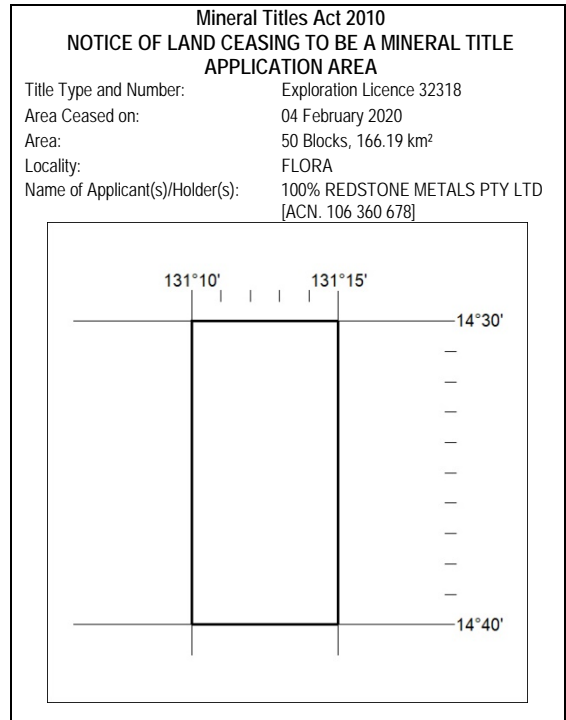 Mineral Titles Act 2010
NOTICE OF LAND CEASING TO BE A MINERAL TITLE
APPLICATION AREA
Title Type and Number: Exploration Licence 32318
Area Ceased on: 04 February 2020
Area: 50 Blocks, 166.19 km²
Locality: FLORA
Name of Applicant(s)/Holder(s): 100% REDSTONE METALS PTY LTD
[ACN. 106 360 678]
131°10' 131°15'
14°30'
14°40'